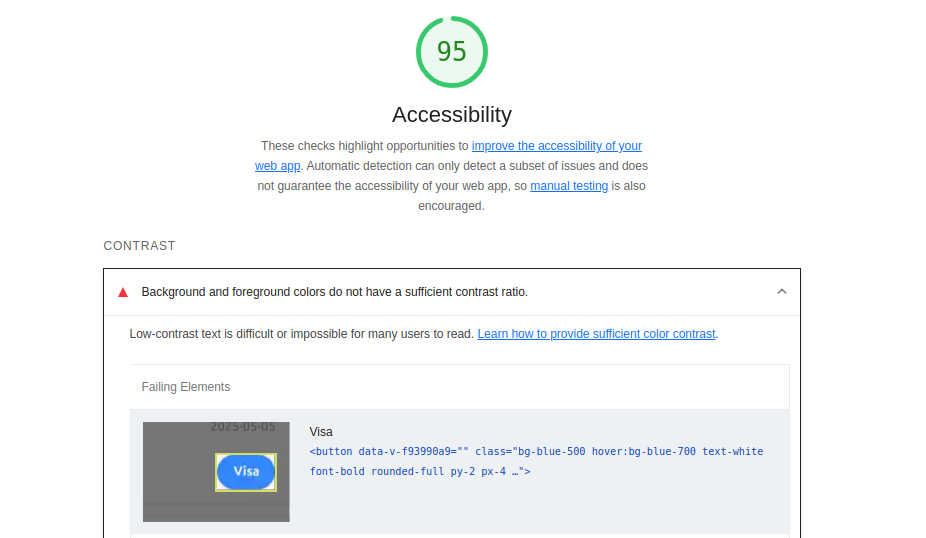 95
Accessibility
These checks highlight opportunities to improve the accessibility of your
web app. Automatic detection can only detect a subset of issues and does
not guarantee the accessibility of your web app, so manual testing is also
encouraged.
CONTRAST
Background and foreground colors do not have a sufficient contrast ratio.
Low-contrast text is difficult or impossible for many users to read. Learn how to provide sufficient color contrast.
Failing Elements
2025-05-05
Visa
Visa
<button data-v-f93990a9="" class="bg-blue-500 hover:bg-blue-700 text-white
font-bold rounded-full py-2 px-4 …">